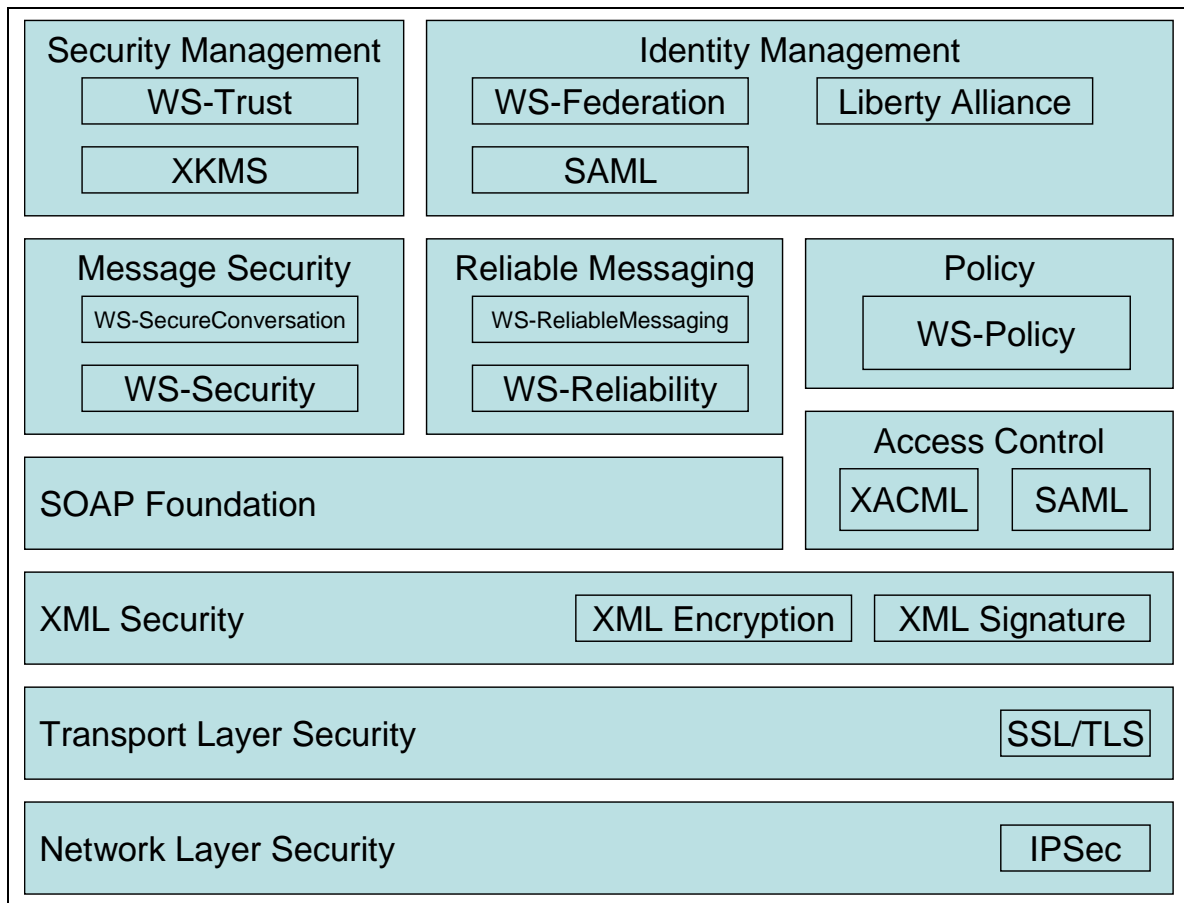 Security Management
WS-Trust
XKMS
Identity Management
WS-Federation
Liberty Alliance
SAML
Message Security
WS-SecureConversation
WS-Security
Reliable Messaging
WS-ReliableMessaging
WS-Reliability
Policy
WS-Policy
Access Control
XACML
SAML
SOAP Foundation
XML Security
XML Encryption
XML Signature
Transport Layer Security
SSL/TLS
Network Layer Security
IPSec